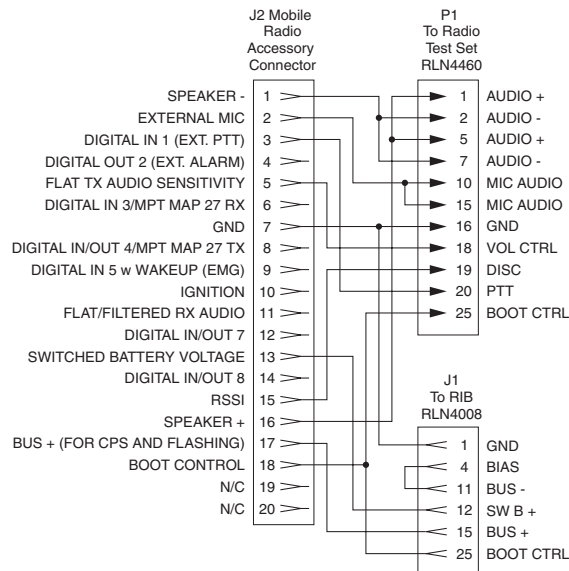 J2 Mobile
Radio
Accessory
Connector
SPEAKER - 1
EXTERNAL MIC 2
DIGITAL IN 1 (EXT. PTT) 3
DIGITAL OUT 2 (EXT. ALARM) 4
FLAT TX AUDIO SENSITIVITY 5
DIGITAL IN 3/MPT MAP 27 RX 6
GND 7
DIGITAL IN/OUT 4/MPT MAP 27 TX 8
DIGITAL IN 5 w WAKEUP (EMG) 9
IGNITION 10
FLAT/FILTERED RX AUDIO 11
DIGITAL IN/OUT 7 12
SWITCHED BATTERY VOLTAGE 13
DIGITAL IN/OUT 8 14
RSSI 15
SPEAKER + 16
BUS + (FOR CPS AND FLASHING) 17
BOOT CONTROL 18
N/C 19
N/C 20
P1
To Radio
Test Set
RLN4460
1 AUDIO +
2 AUDIO -
5 AUDIO +
7 AUDIO -
10 MIC AUDIO
15 MIC AUDIO
16 GND
18 VOL CTRL
19 DISC
20 PTT
25 BOOT CTRL
J1
To RIB
RLN4008
1 GND
4 BIAS
11 BUS -
12 SW B +
15 BUS +
25 BOOT CTRL